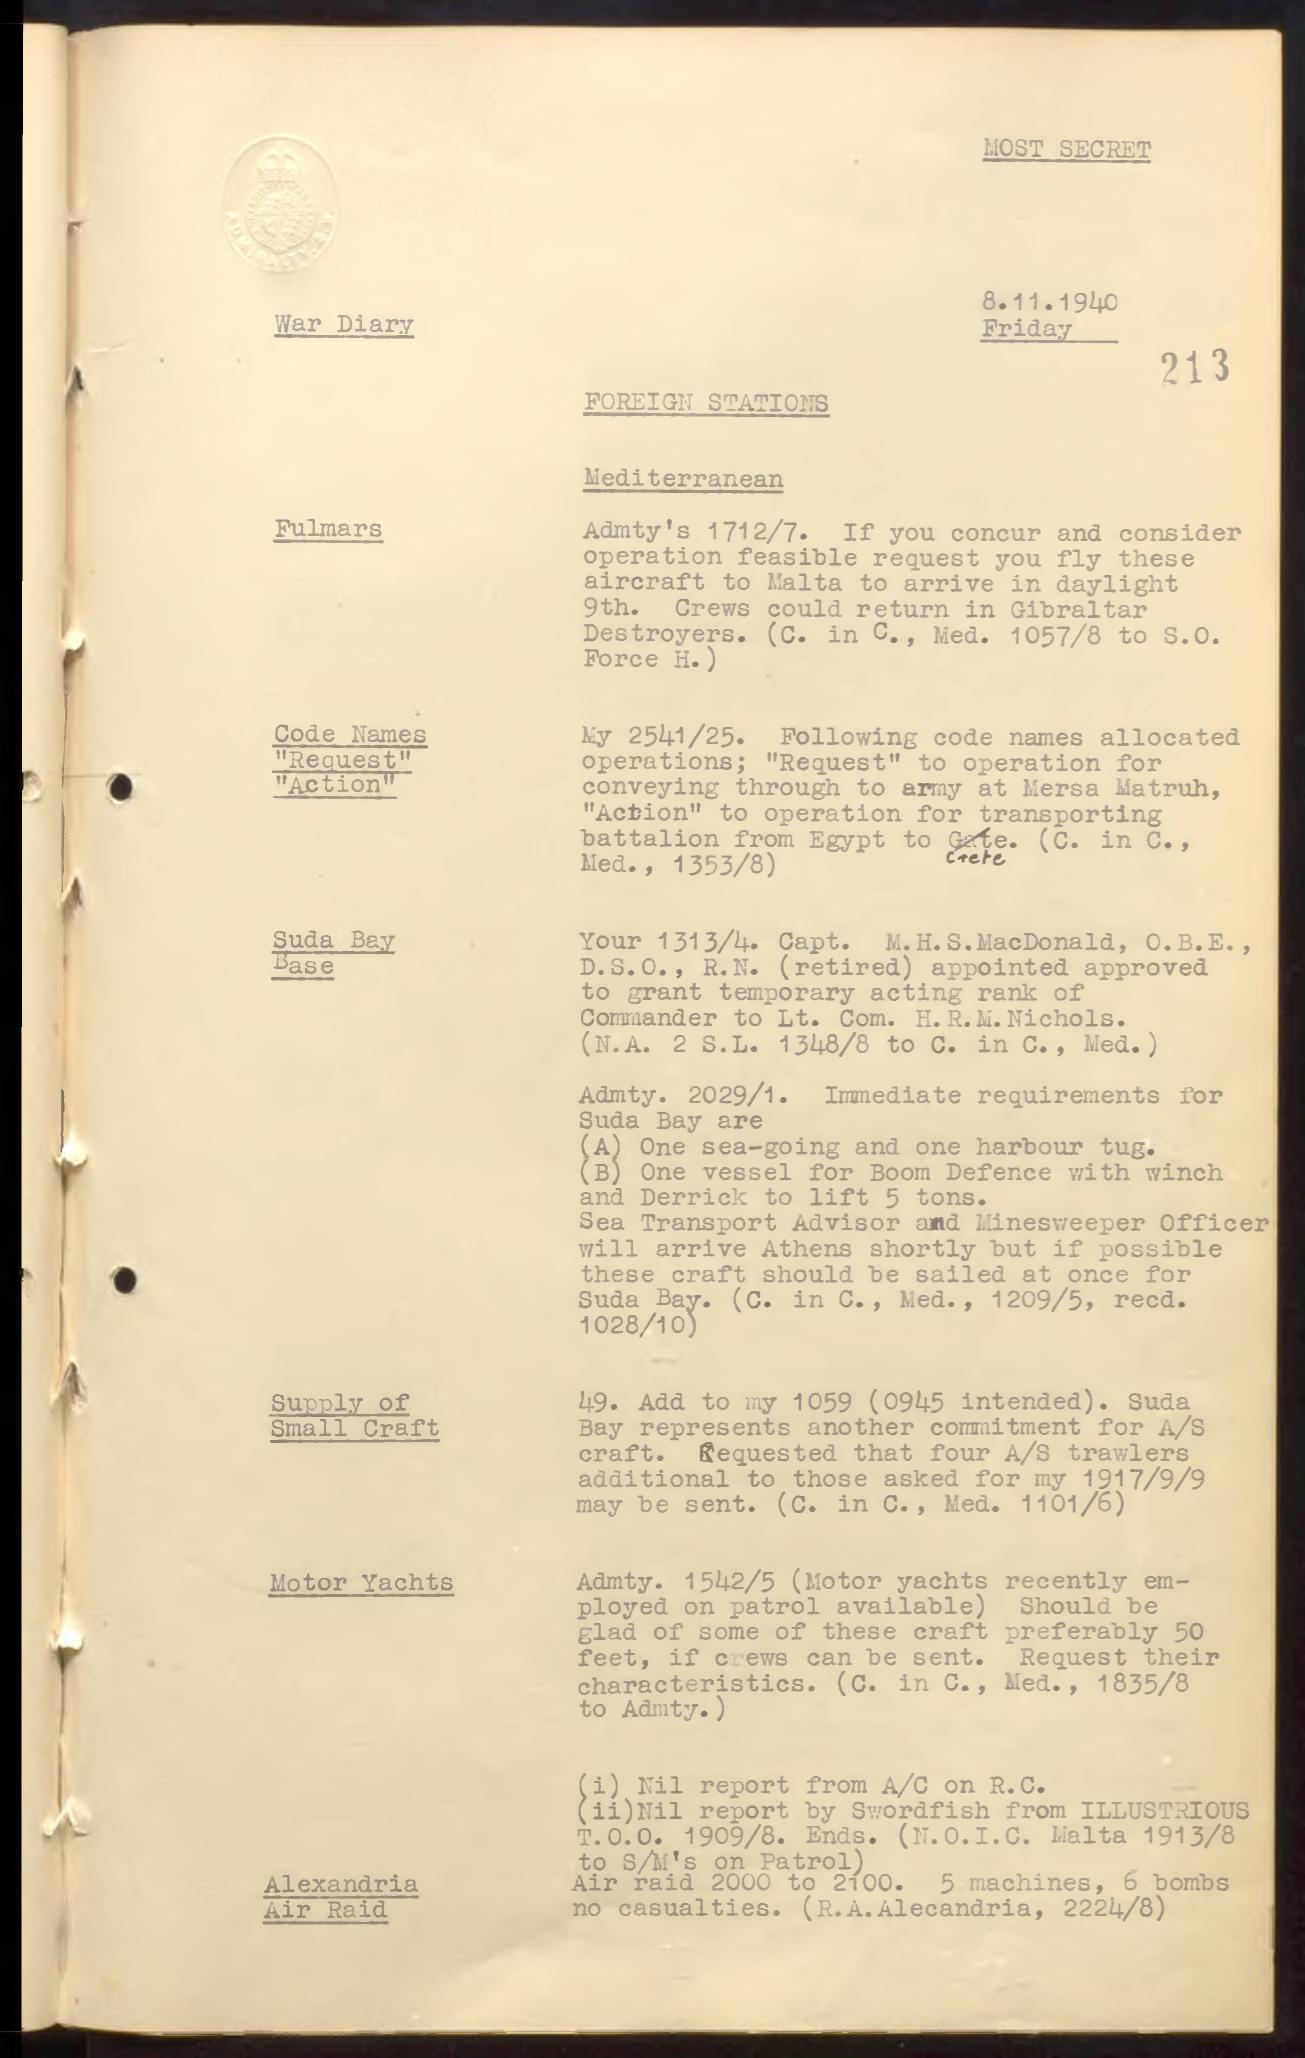 MOST SECRET
8.11.1940
War Diary
Friday
213
FOREIGN STATIONS
Mediterranean
Fulmars
Admty's 1712/7. If you concur and consider
operation feasible request you fly these
aircraft to Malta to arrive in daylight
9th. Crews could return in Gibraltar
Destroyers. (C. in C., Med. 1057/8 to S.O.
Force H.)
Code Names
"Request"
"Action"
My 2541/25. Following code names allocated
operations; "Request" to operation for
conveying through to army at Mersa Matruh,
"Action" to operation for transporting
battalion from Egypt to Gate. (C. in C.,
Crete
Med., 1353/8)
Suda Bay
Base
Your 1313/4. Capt. M.H.S.MacDonald, O.B.E.,
D.S.O., R.N. (retired) appointed approved
to grant temporary acting rank of
Commander to Lt. Com. H.R.M.Nichols.
(N.A. 2 S.L. 1348/8 to C. in C., Med.)
Admty. 2029/1. Immediate requirements for
Suda Bay are
(A) One sea-going and one harbour tug.
(B) One vessel for Boom Defence with winch
and Derrick to lift 5 tons.
Sea Transport Advisor and Minesweeper Officer
will arrive Athens shortly but if possible
these craft should be sailed at once for
Suda Bay. (C. in C., Med., 1209/5, recd.
1028/10)
Supply of
Small Craft
49. Add to my 1059 (0945 intended). Suda
Bay represents another commitment for A/S
craft. Requested that four A/S trawlers
additional to those asked for my 1917/9/9
may be sent. (C. in C., Med. 1101/6)
Motor Yachts
Admty. 1542/5 (Motor yachts recently em-
ployed on patrol available) Should be
glad of some of these craft preferably 50
feet, if crews can be sent. Request their
characteristics. (C. in C., Med., 1835/8
to Admty.)
(i) Nil report from A/C on R.C.
(ii)Nil report by Swordfish from ILLUSTRIOUS
T.O.O. 1909/8. Ends. (N.O.I.C. Malta 1913/8
to S/M's on Patrol)
Alexandria
Air Raid
Air raid 2000 to 2100. 5 machines, 6 bombs
no casualties. (R.A.Alecandria, 2224/8)